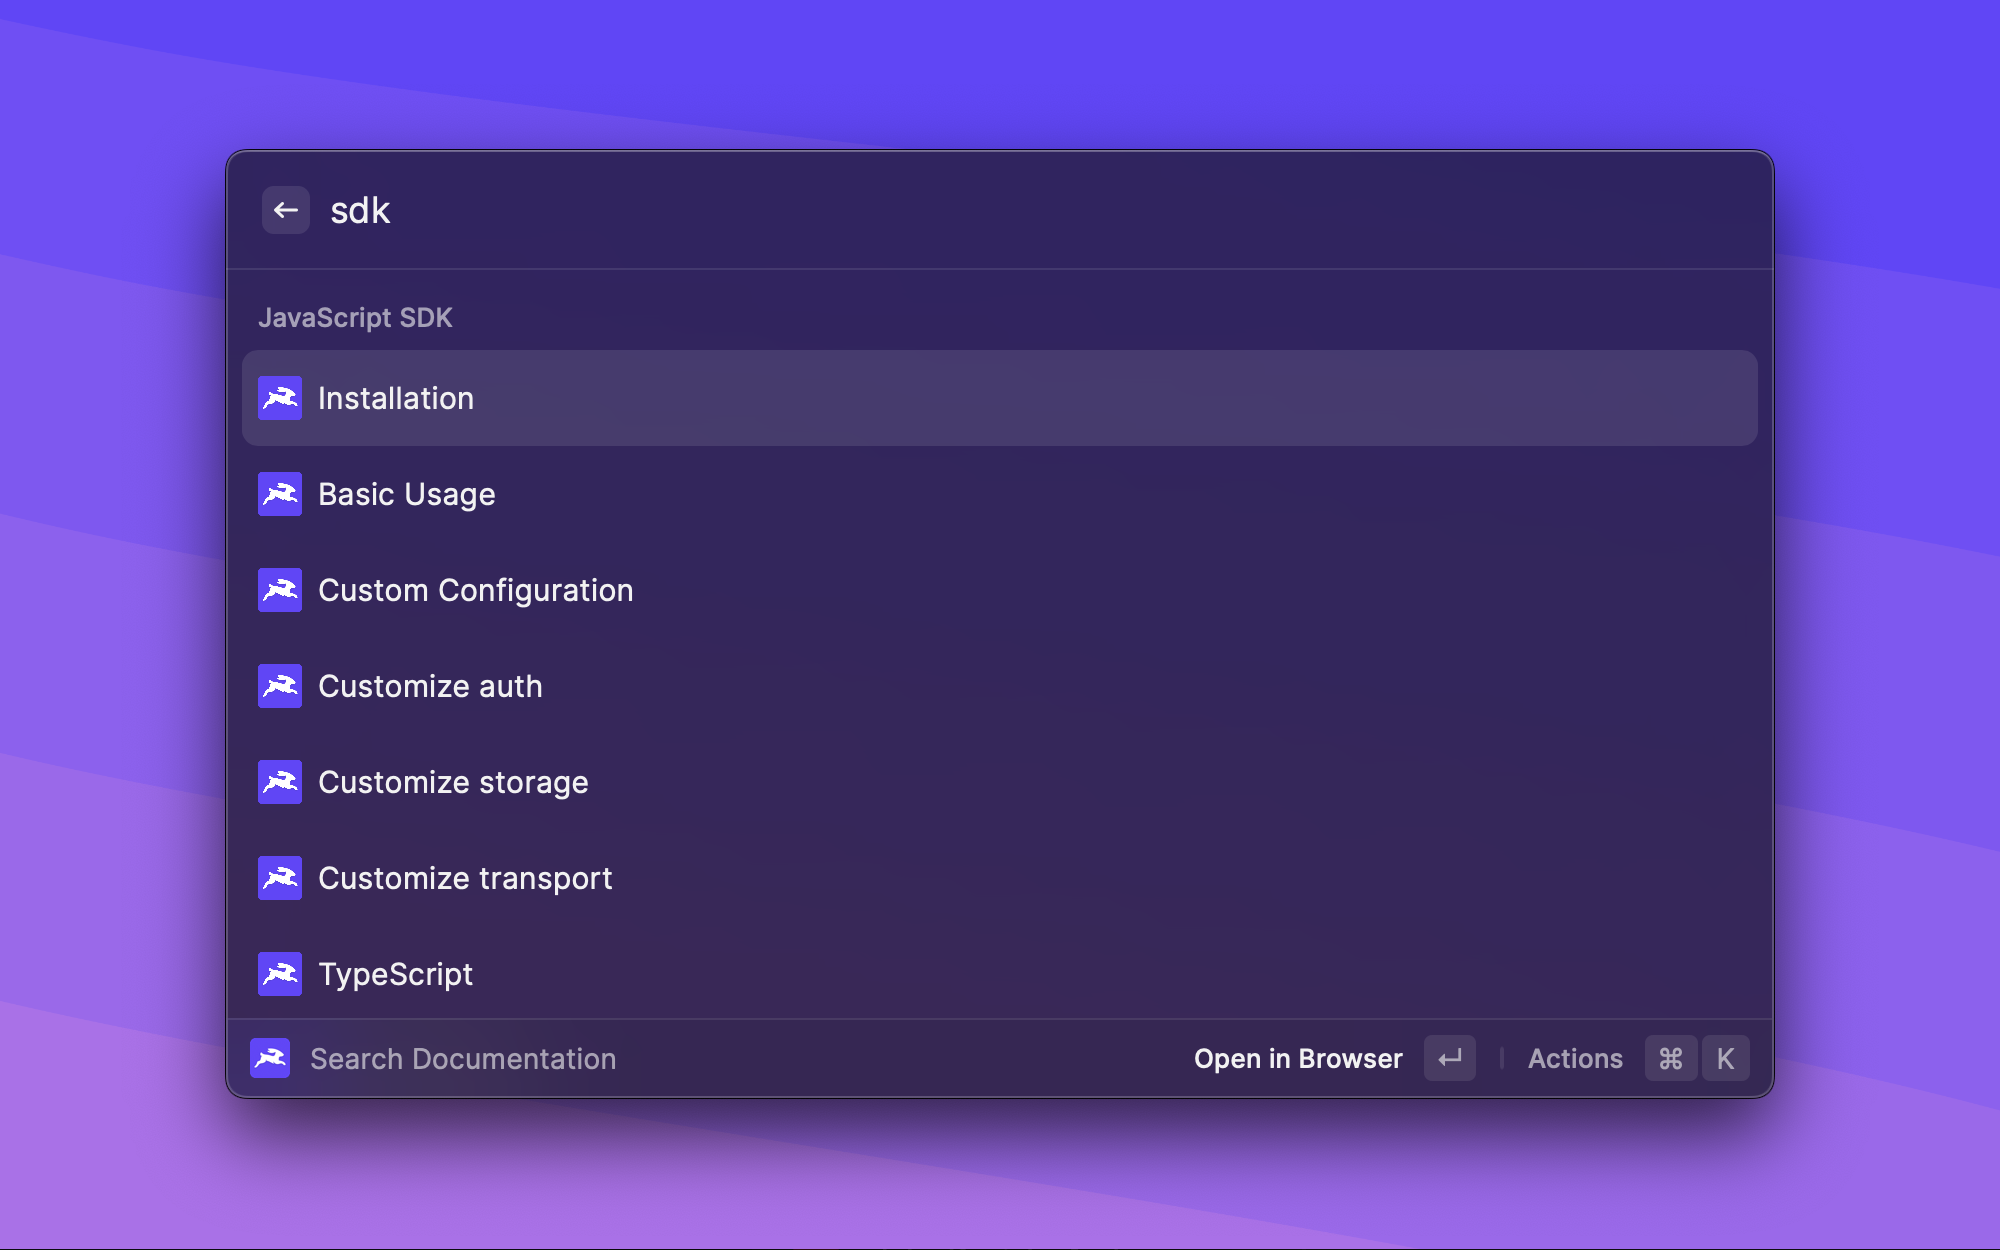 sdk
JavaScript SDK
Installation
Basic Usage
Custom Configuration
Customize auth
Customize storage
Customize transport
TypeScript
Search Documentation Open in Browser ↵ Actions ⌘ K